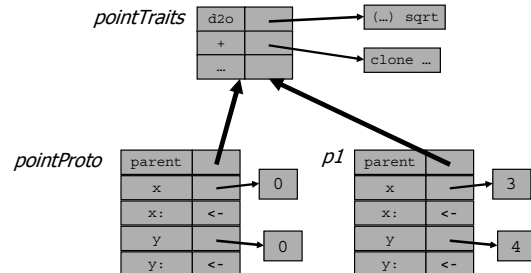 pointTraits
d2o
(…) sqrt
+
clone …
…
pointProto
parent
x
0
x:
<-
y
0
y:
<-
p1
parent
x
3
x:
<-
y
4
y:
<-